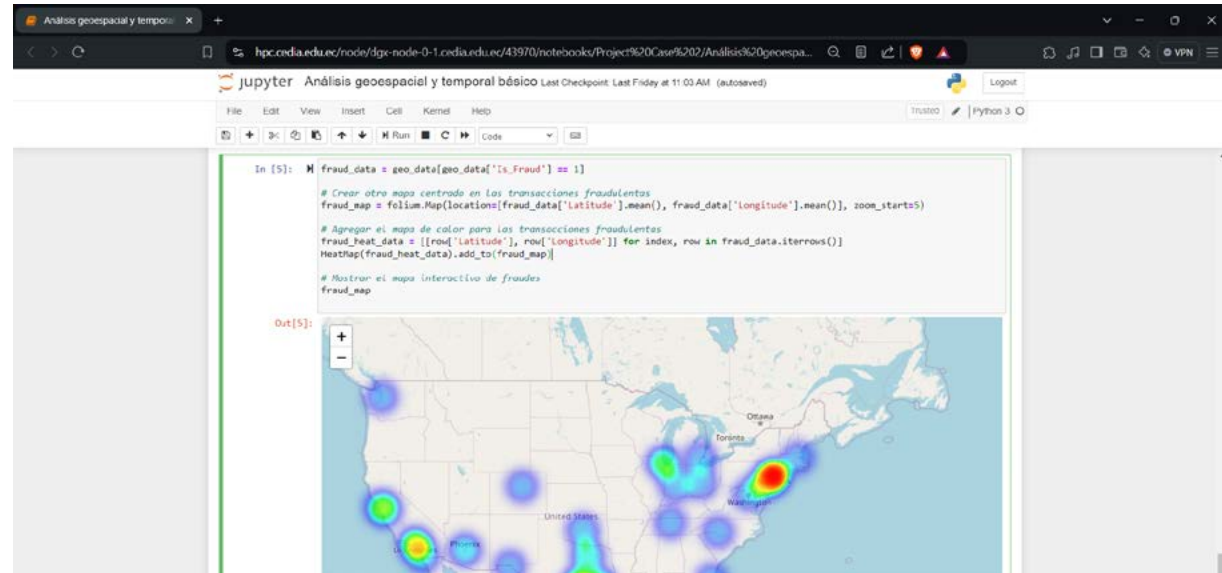 Análisis geoespacial y tempora
hpc.cedia.edu.ec/node/dgx-node-0-1.cedia.edu.ec/43970/notebooks/Project%20Case%202/Análisis%20geoespa...
VPN
jupyter Análisis geoespacial y temporal básico Last Checkpoint: Last Friday at 11:03 AM (autosaved)
Logout
File Edit View Insert Cell Kernel Help
Trusted Python 3
Run Code
In [5]: fraud_data = geo_data[geo_data['Is_Fraud'] == 1]
# Crear otro mapa centrado en las transacciones fraudulentas
fraud_map = folium.Map(location=[fraud_data['Latitude'].mean(), fraud_data['Longitude'].mean()], zoom_start=5)
# Agregar el mapa de calor para las transacciones fraudulentas
fraud_heat_data = [[row['Latitude'], row['Longitude']] for index, row in fraud_data.iterrows()]
HeatMap(fraud_heat_data).add_to(fraud_map)
# Mostrar el mapa interactivo de fraudes
fraud_map
Out[5]:
+
−
Ottawa
Toronto
Washington
United States
Phoenix